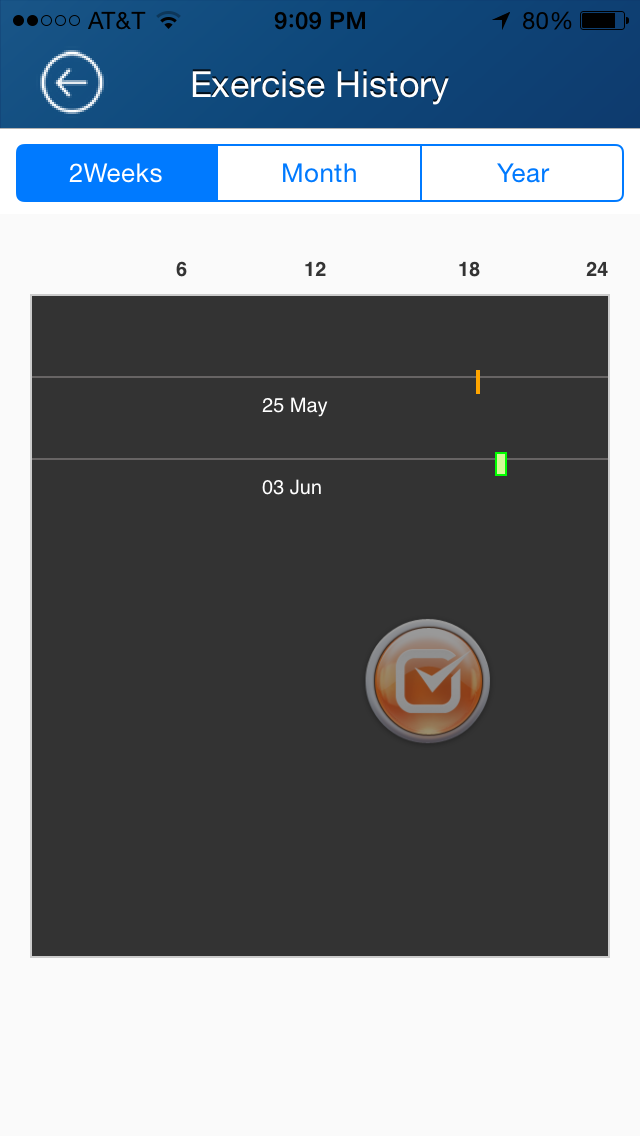 AT&T 9:09 PM 80%
Exercise History
2Weeks Month Year
6 12 18 24
25 May
03 Jun